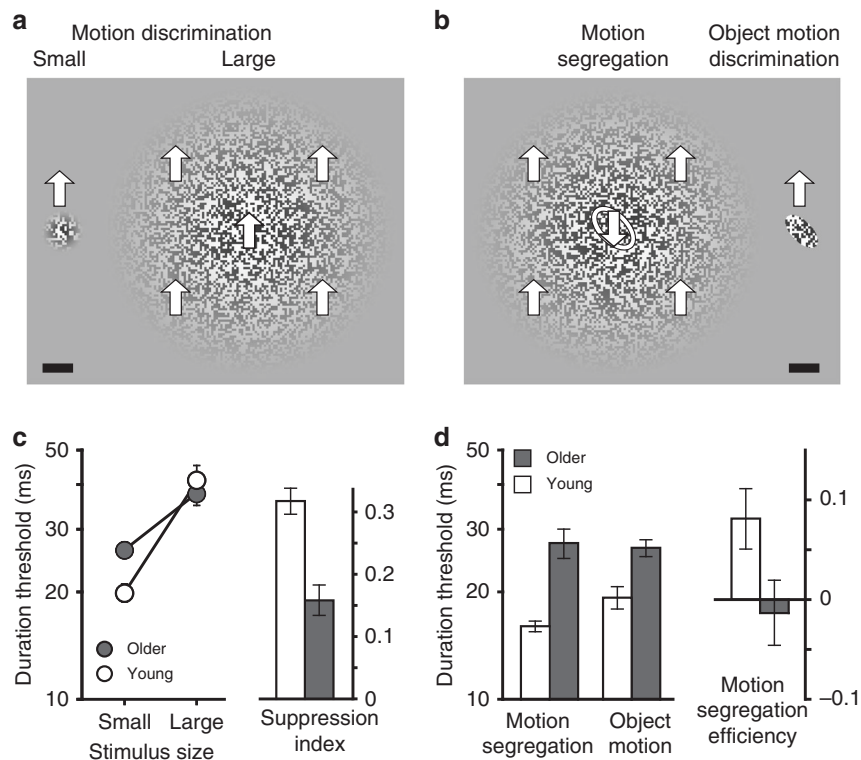 a
Motion discrimination
Small
Large
b
Motion
segregation
Object motion
discrimination
c
Duration threshold (ms)
50
30
20
10
Older
Young
Small
Large
Stimulus size
0.3
0.2
0.1
0
Suppression
index
d
Duration threshold (ms)
50
30
20
10
Older
Young
Motion
segregation
Object
motion
0.1
0
–0.1
Motion
segregation
efficiency